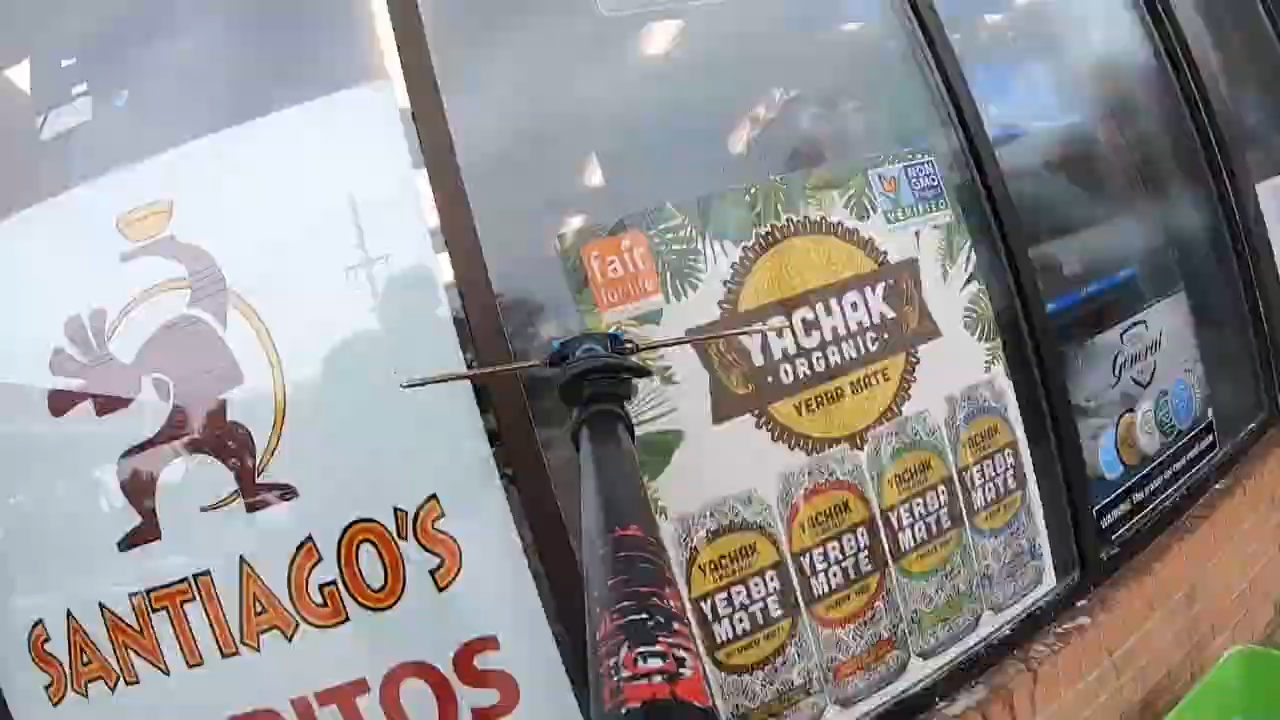 SANTIAGO'S
fair
for life
NON
GMO
Project
VERIFIED
YACHAK
ORGANIC
YERBA MATE
YACHAK
ORGANIC
YERBA
MATE
YACHAK
YERBA
MATE
YACHAK
YERBA
MATE
YACHAK
YERBA
MATE
General